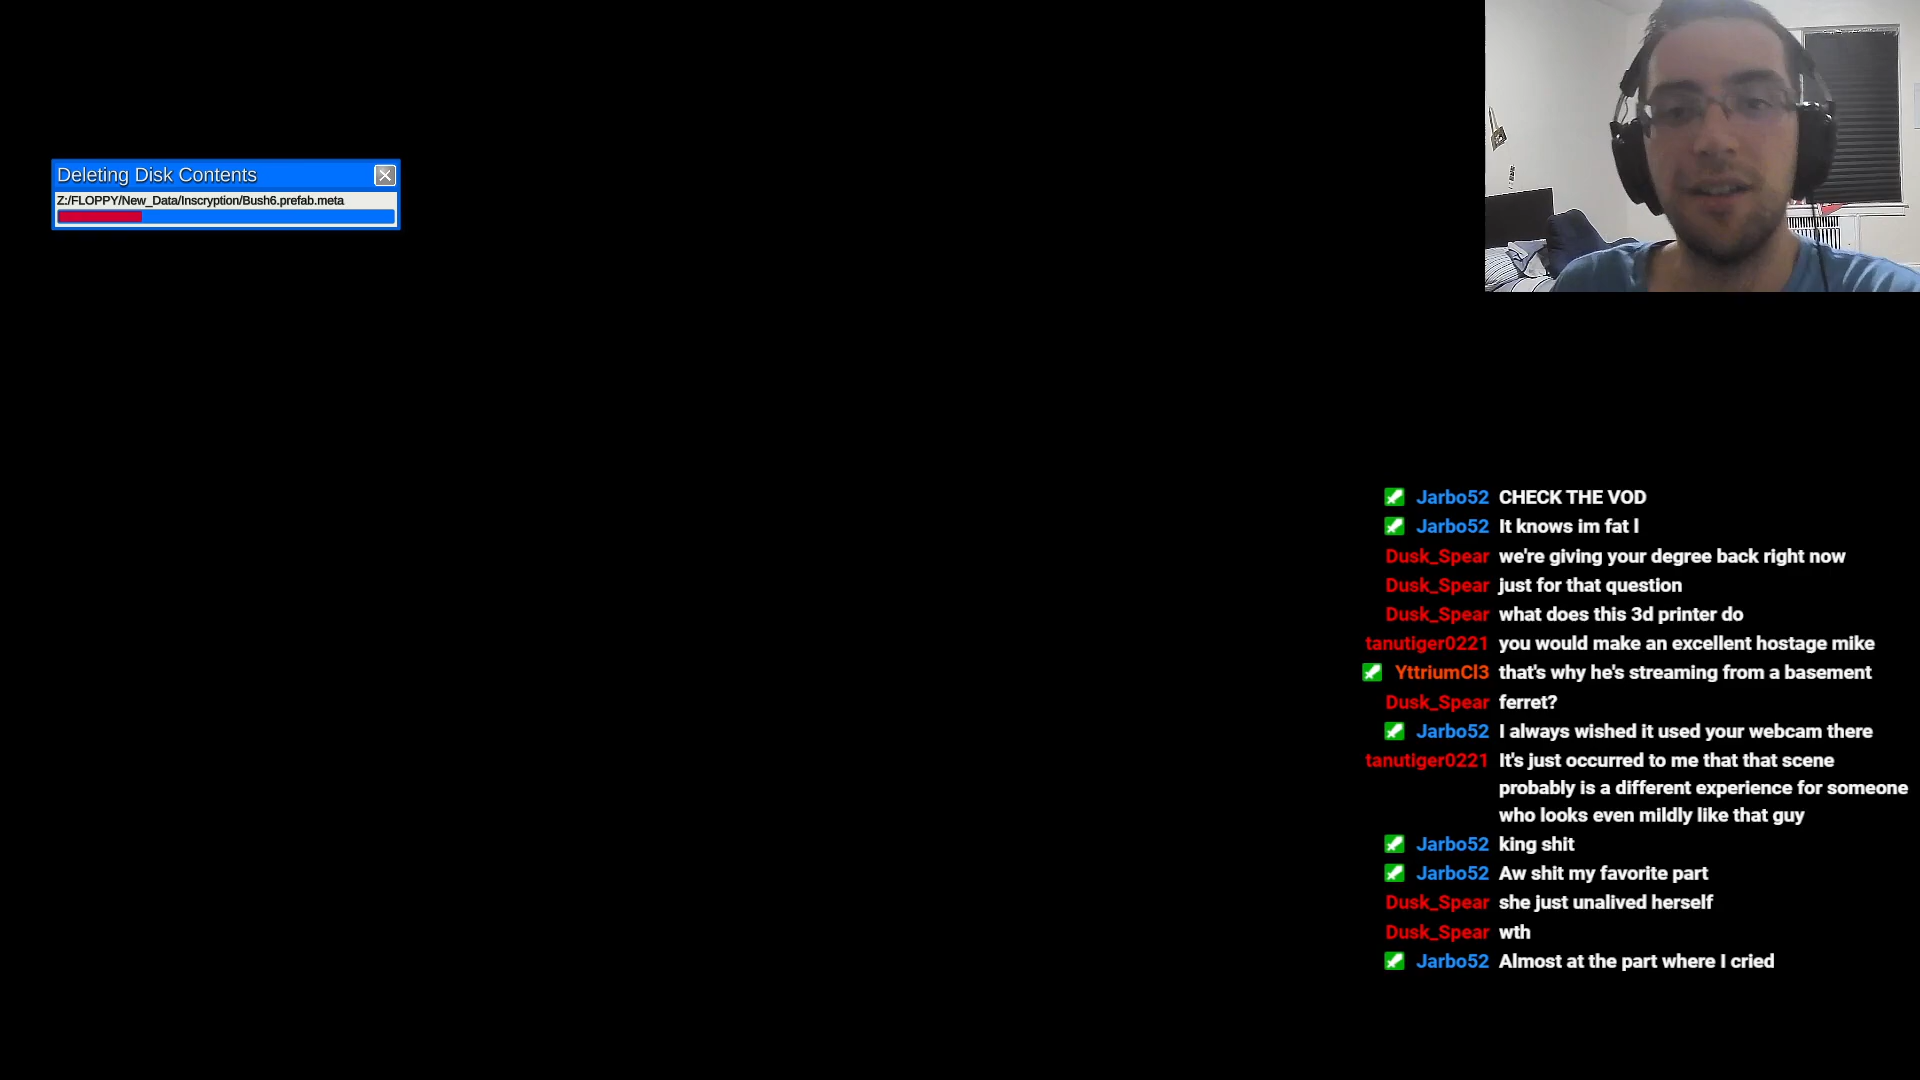 Deleting Disk Contents
Z:/FLOPPY/New_Data/Inscryption/Bush6.prefab.meta
Jarbo52 CHECK THE VOD
Jarbo52 It knows im fat l
Dusk_Spear we're giving your degree back right now
Dusk_Spear just for that question
Dusk_Spear what does this 3d printer do
tanutiger0221 you would make an excellent hostage mike
YttriumCl3 that's why he's streaming from a basement
Dusk_Spear ferret?
Jarbo52 I always wished it used your webcam there
tanutiger0221 It's just occurred to me that that scene
probably is a different experience for someone
who looks even mildly like that guy
Jarbo52 king shit
Jarbo52 Aw shit my favorite part
Dusk_Spear she just unalived herself
Dusk_Spear wth
Jarbo52 Almost at the part where I cried